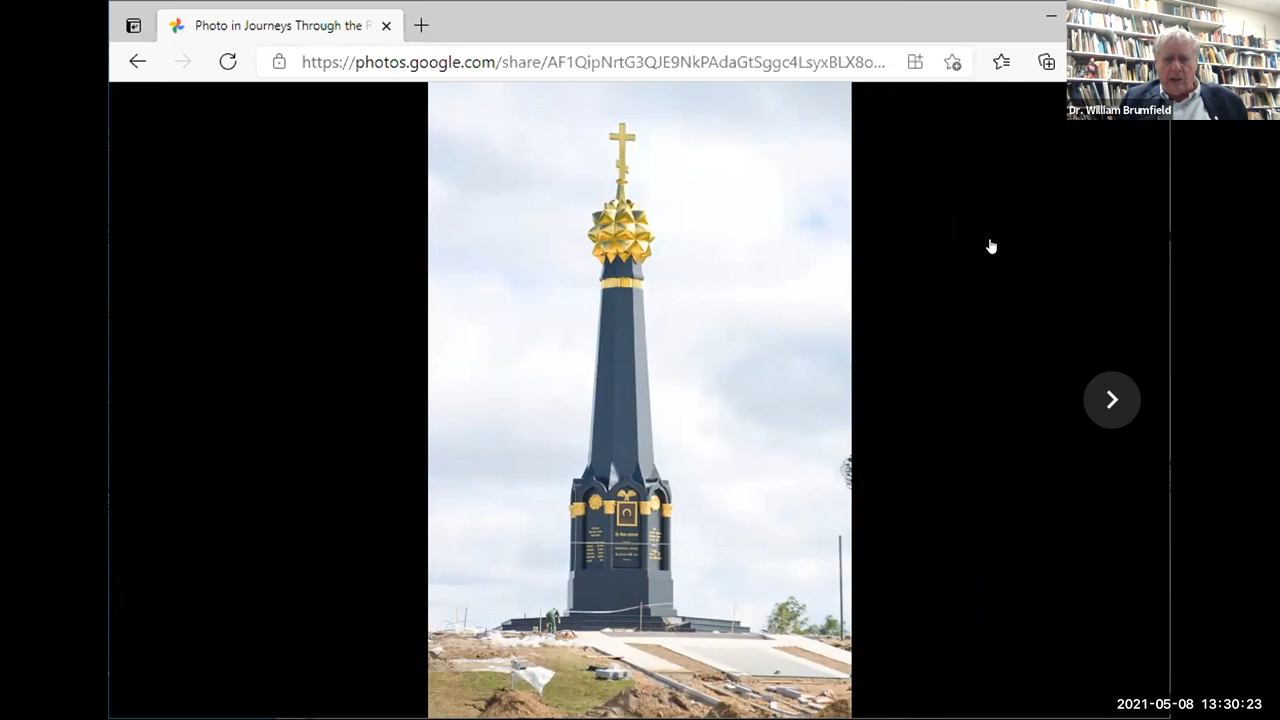 Photo in Journeys Through the R
https://photos.google.com/share/AF1QipNrtG3QJE9NkPAdaGtSggc4LsyxBLX8o...
Dr. William Brumfield
2021-05-08 13:30:23